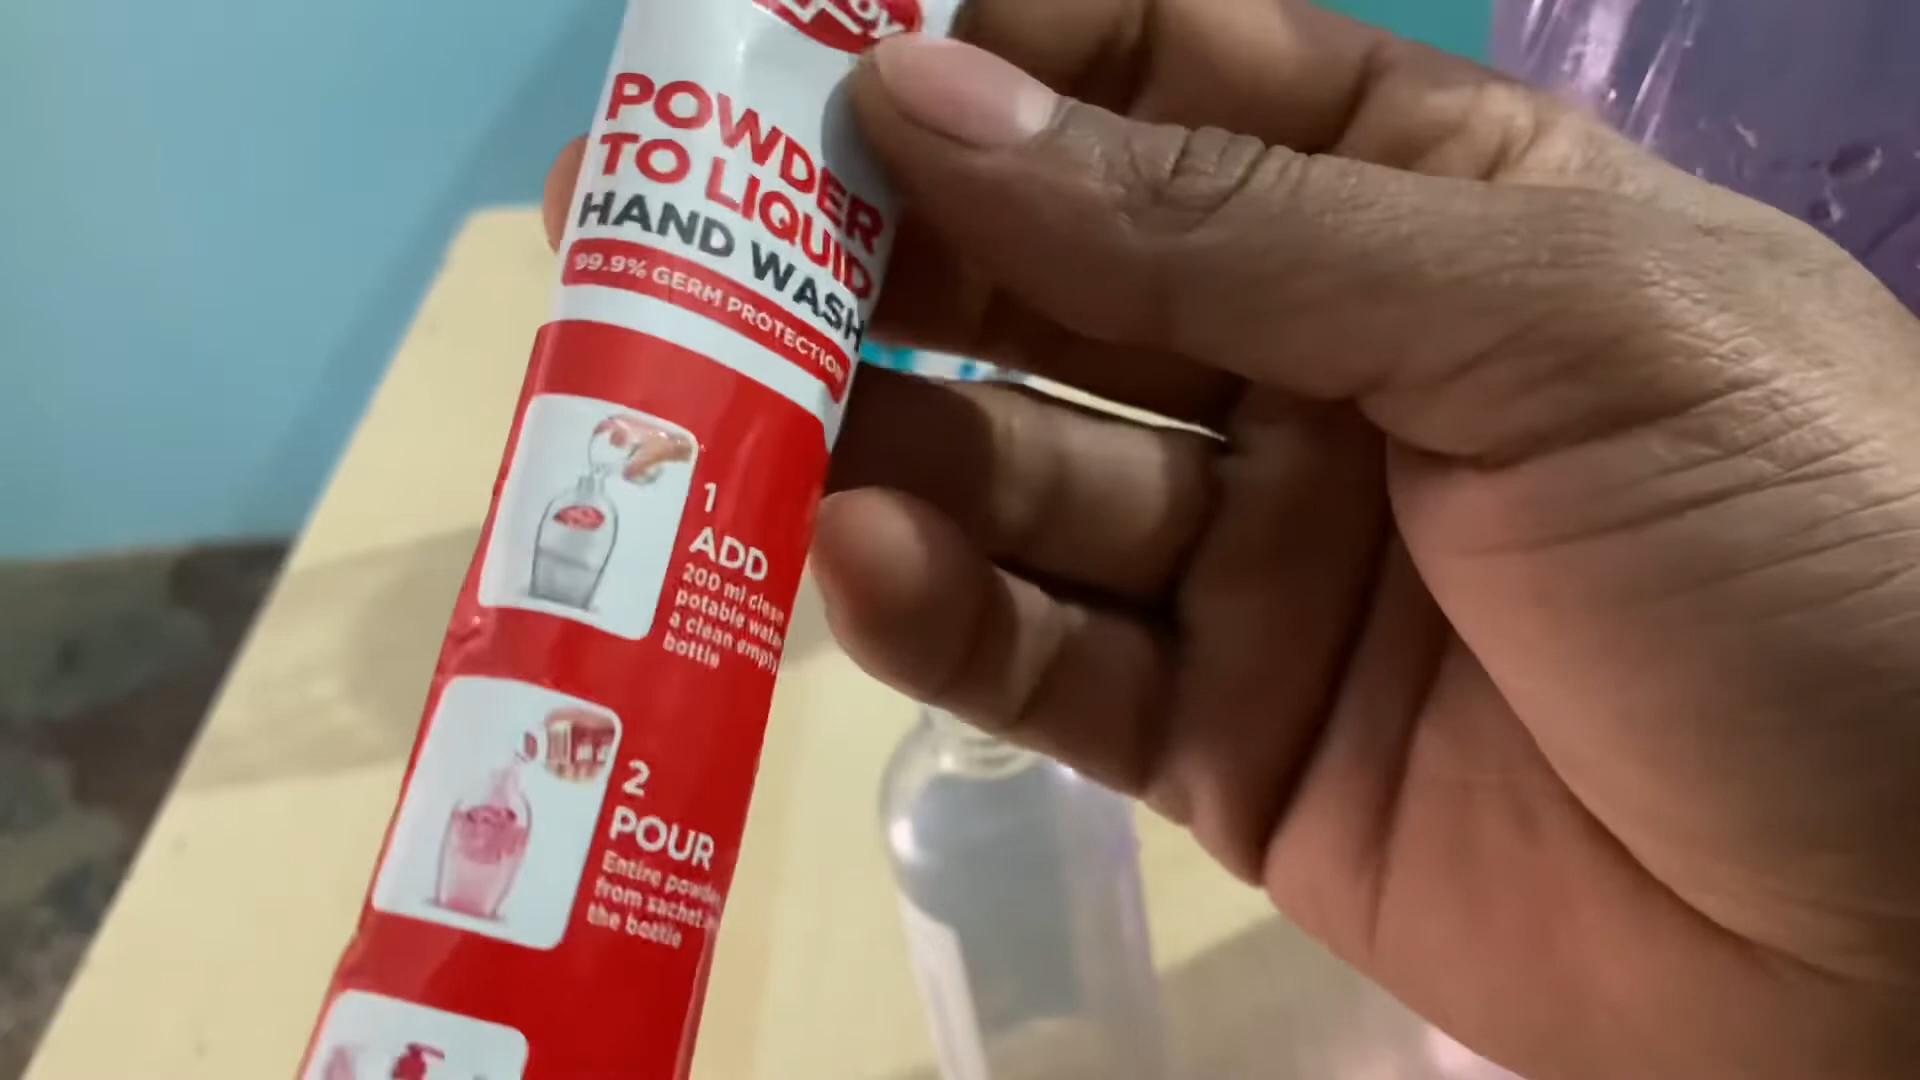 POWDER
TO LIQUID
HAND WASH
99.9% GERM PROTECTION
1
ADD
200 ml clean
potable water
a clean empty
bottle
2
POUR
Entire powder
from sachet
the bottle